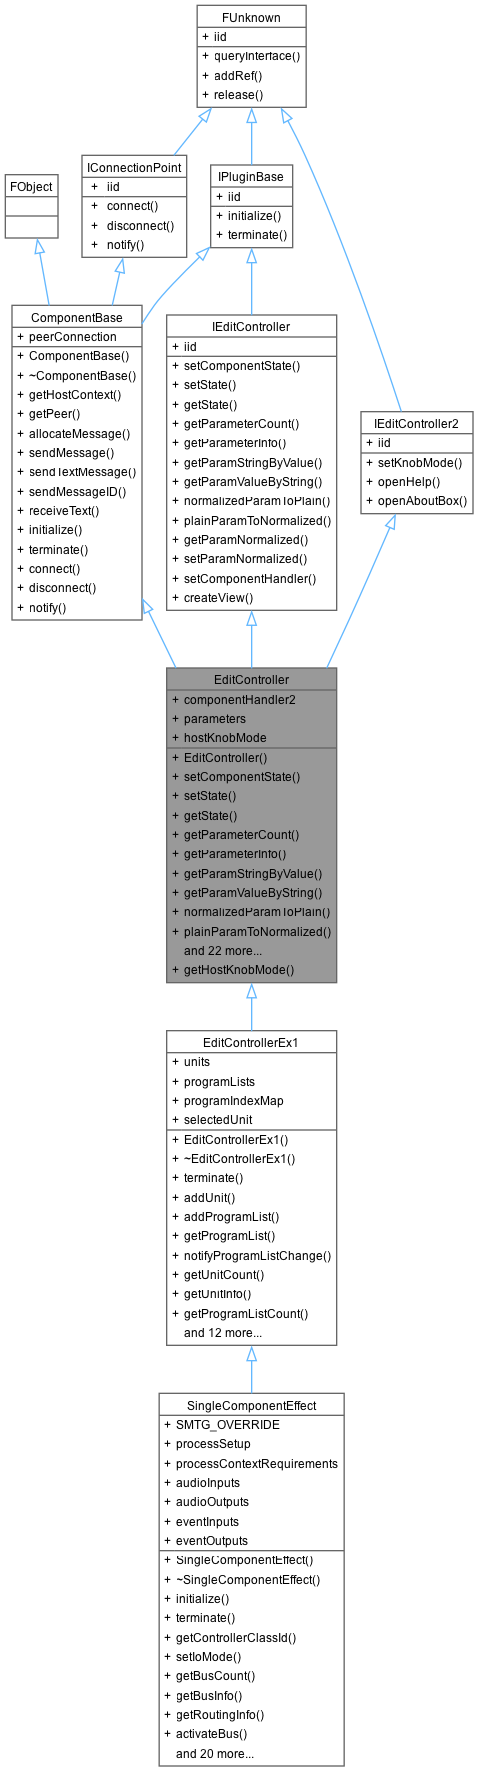 FUnknown
+ iid
+ queryInterface()
+ addRef()
+ release()
IConnectionPoint
+ iid
+ connect()
+ disconnect()
+ notify()
IPluginBase
+ iid
+ initialize()
+ terminate()
FObject
ComponentBase
+ peerConnection
+ ComponentBase()
+ ~ComponentBase()
+ getHostContext()
+ getPeer()
+ allocateMessage()
+ sendMessage()
+ sendTextMessage()
+ sendMessageID()
+ receiveText()
+ initialize()
+ terminate()
+ connect()
+ disconnect()
+ notify()
IEditController
+ iid
+ setComponentState()
+ setState()
+ getState()
+ getParameterCount()
+ getParameterInfo()
+ getParamStringByValue()
+ getParamValueByString()
+ normalizedParamToPlain()
+ plainParamToNormalized()
+ getParamNormalized()
+ setParamNormalized()
+ setComponentHandler()
+ createView()
IEditController2
+ iid
+ setKnobMode()
+ openHelp()
+ openAboutBox()
EditController
+ componentHandler2
+ parameters
+ hostKnobMode
+ EditController()
+ setComponentState()
+ setState()
+ getState()
+ getParameterCount()
+ getParameterInfo()
+ getParamStringByValue()
+ getParamValueByString()
+ normalizedParamToPlain()
+ plainParamToNormalized()
and 22 more...
+ getHostKnobMode()
EditControllerEx1
+ units
+ programLists
+ programIndexMap
+ selectedUnit
+ EditControllerEx1()
+ ~EditControllerEx1()
+ terminate()
+ addUnit()
+ addProgramList()
+ getProgramList()
+ notifyProgramListChange()
+ getUnitCount()
+ getUnitInfo()
+ getProgramListCount()
and 12 more...
SingleComponentEffect
+ SMTG_OVERRIDE
+ processSetup
+ processContextRequirements
+ audioInputs
+ audioOutputs
+ eventInputs
+ eventOutputs
+ SingleComponentEffect()
+ ~SingleComponentEffect()
+ initialize()
+ terminate()
+ getControllerClassId()
+ setIoMode()
+ getBusCount()
+ getBusInfo()
+ getRoutingInfo()
+ activateBus()
and 20 more...